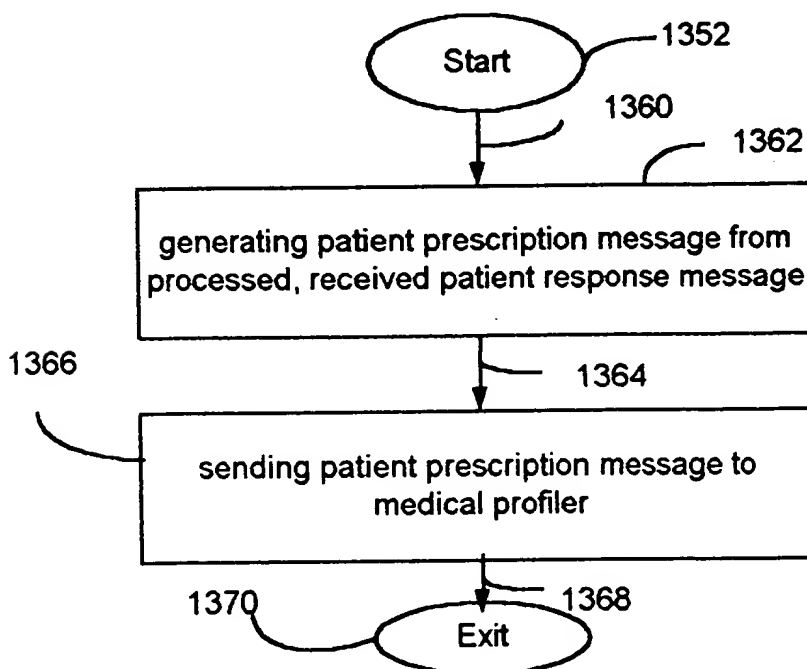 Start
1352
1360
1362
generating patient prescription message from
processed, received patient response message
1364
1366
sending patient prescription message to
medical profiler
1368
1370
Exit